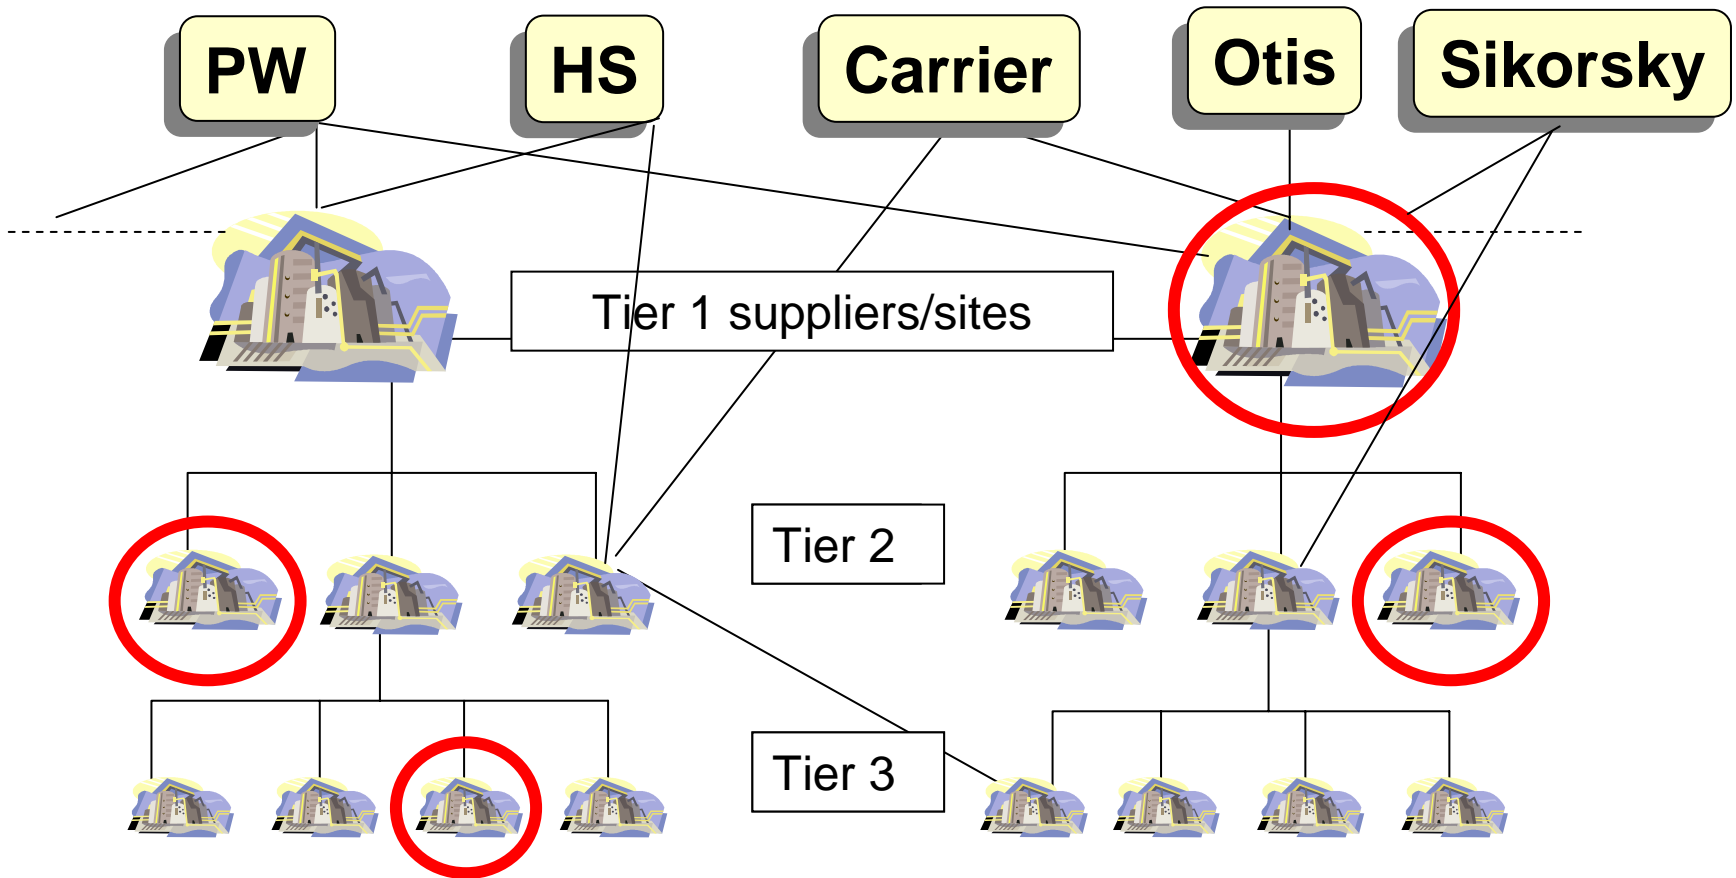 PW
HS
Carrier
Otis
Sikorsky
Tier 1 suppliers/sites
Tier 2
Tier 3